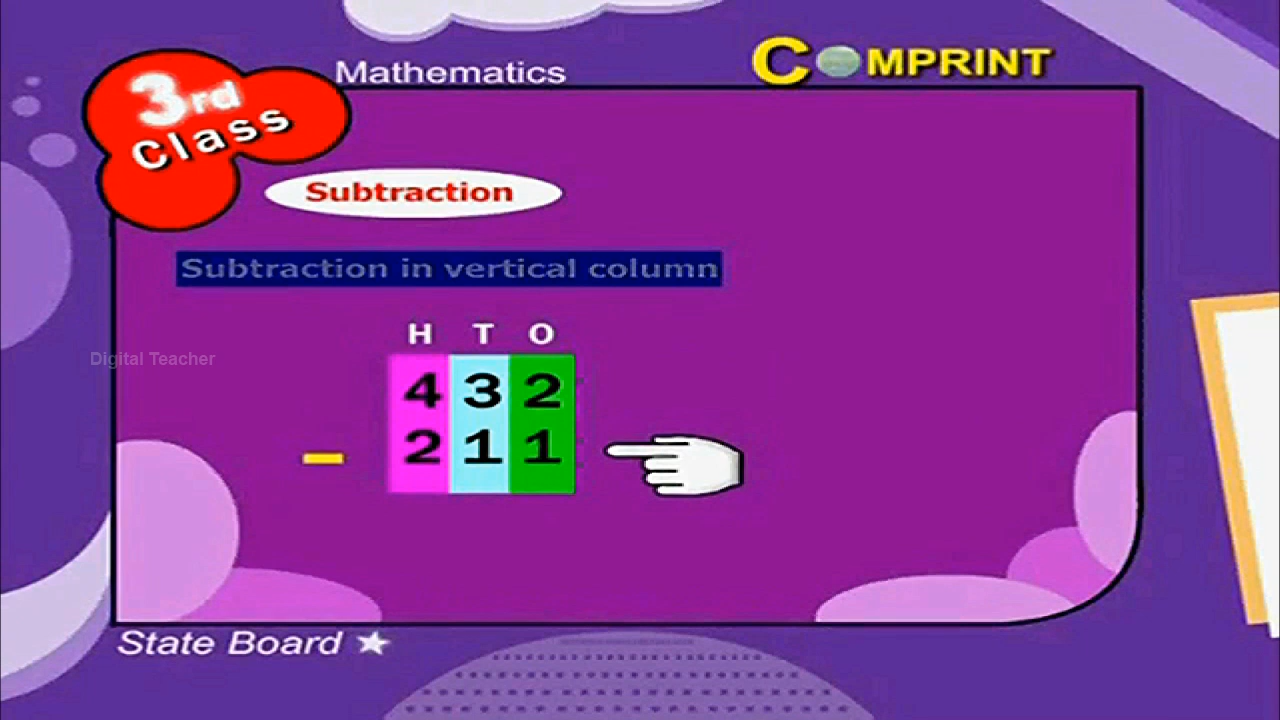 Mathematics
COMPRINT
3rd
Class
Subtraction
Subtraction in vertical column
H T O
Digital Teacher
4 3 2
- 2 1 1
State Board